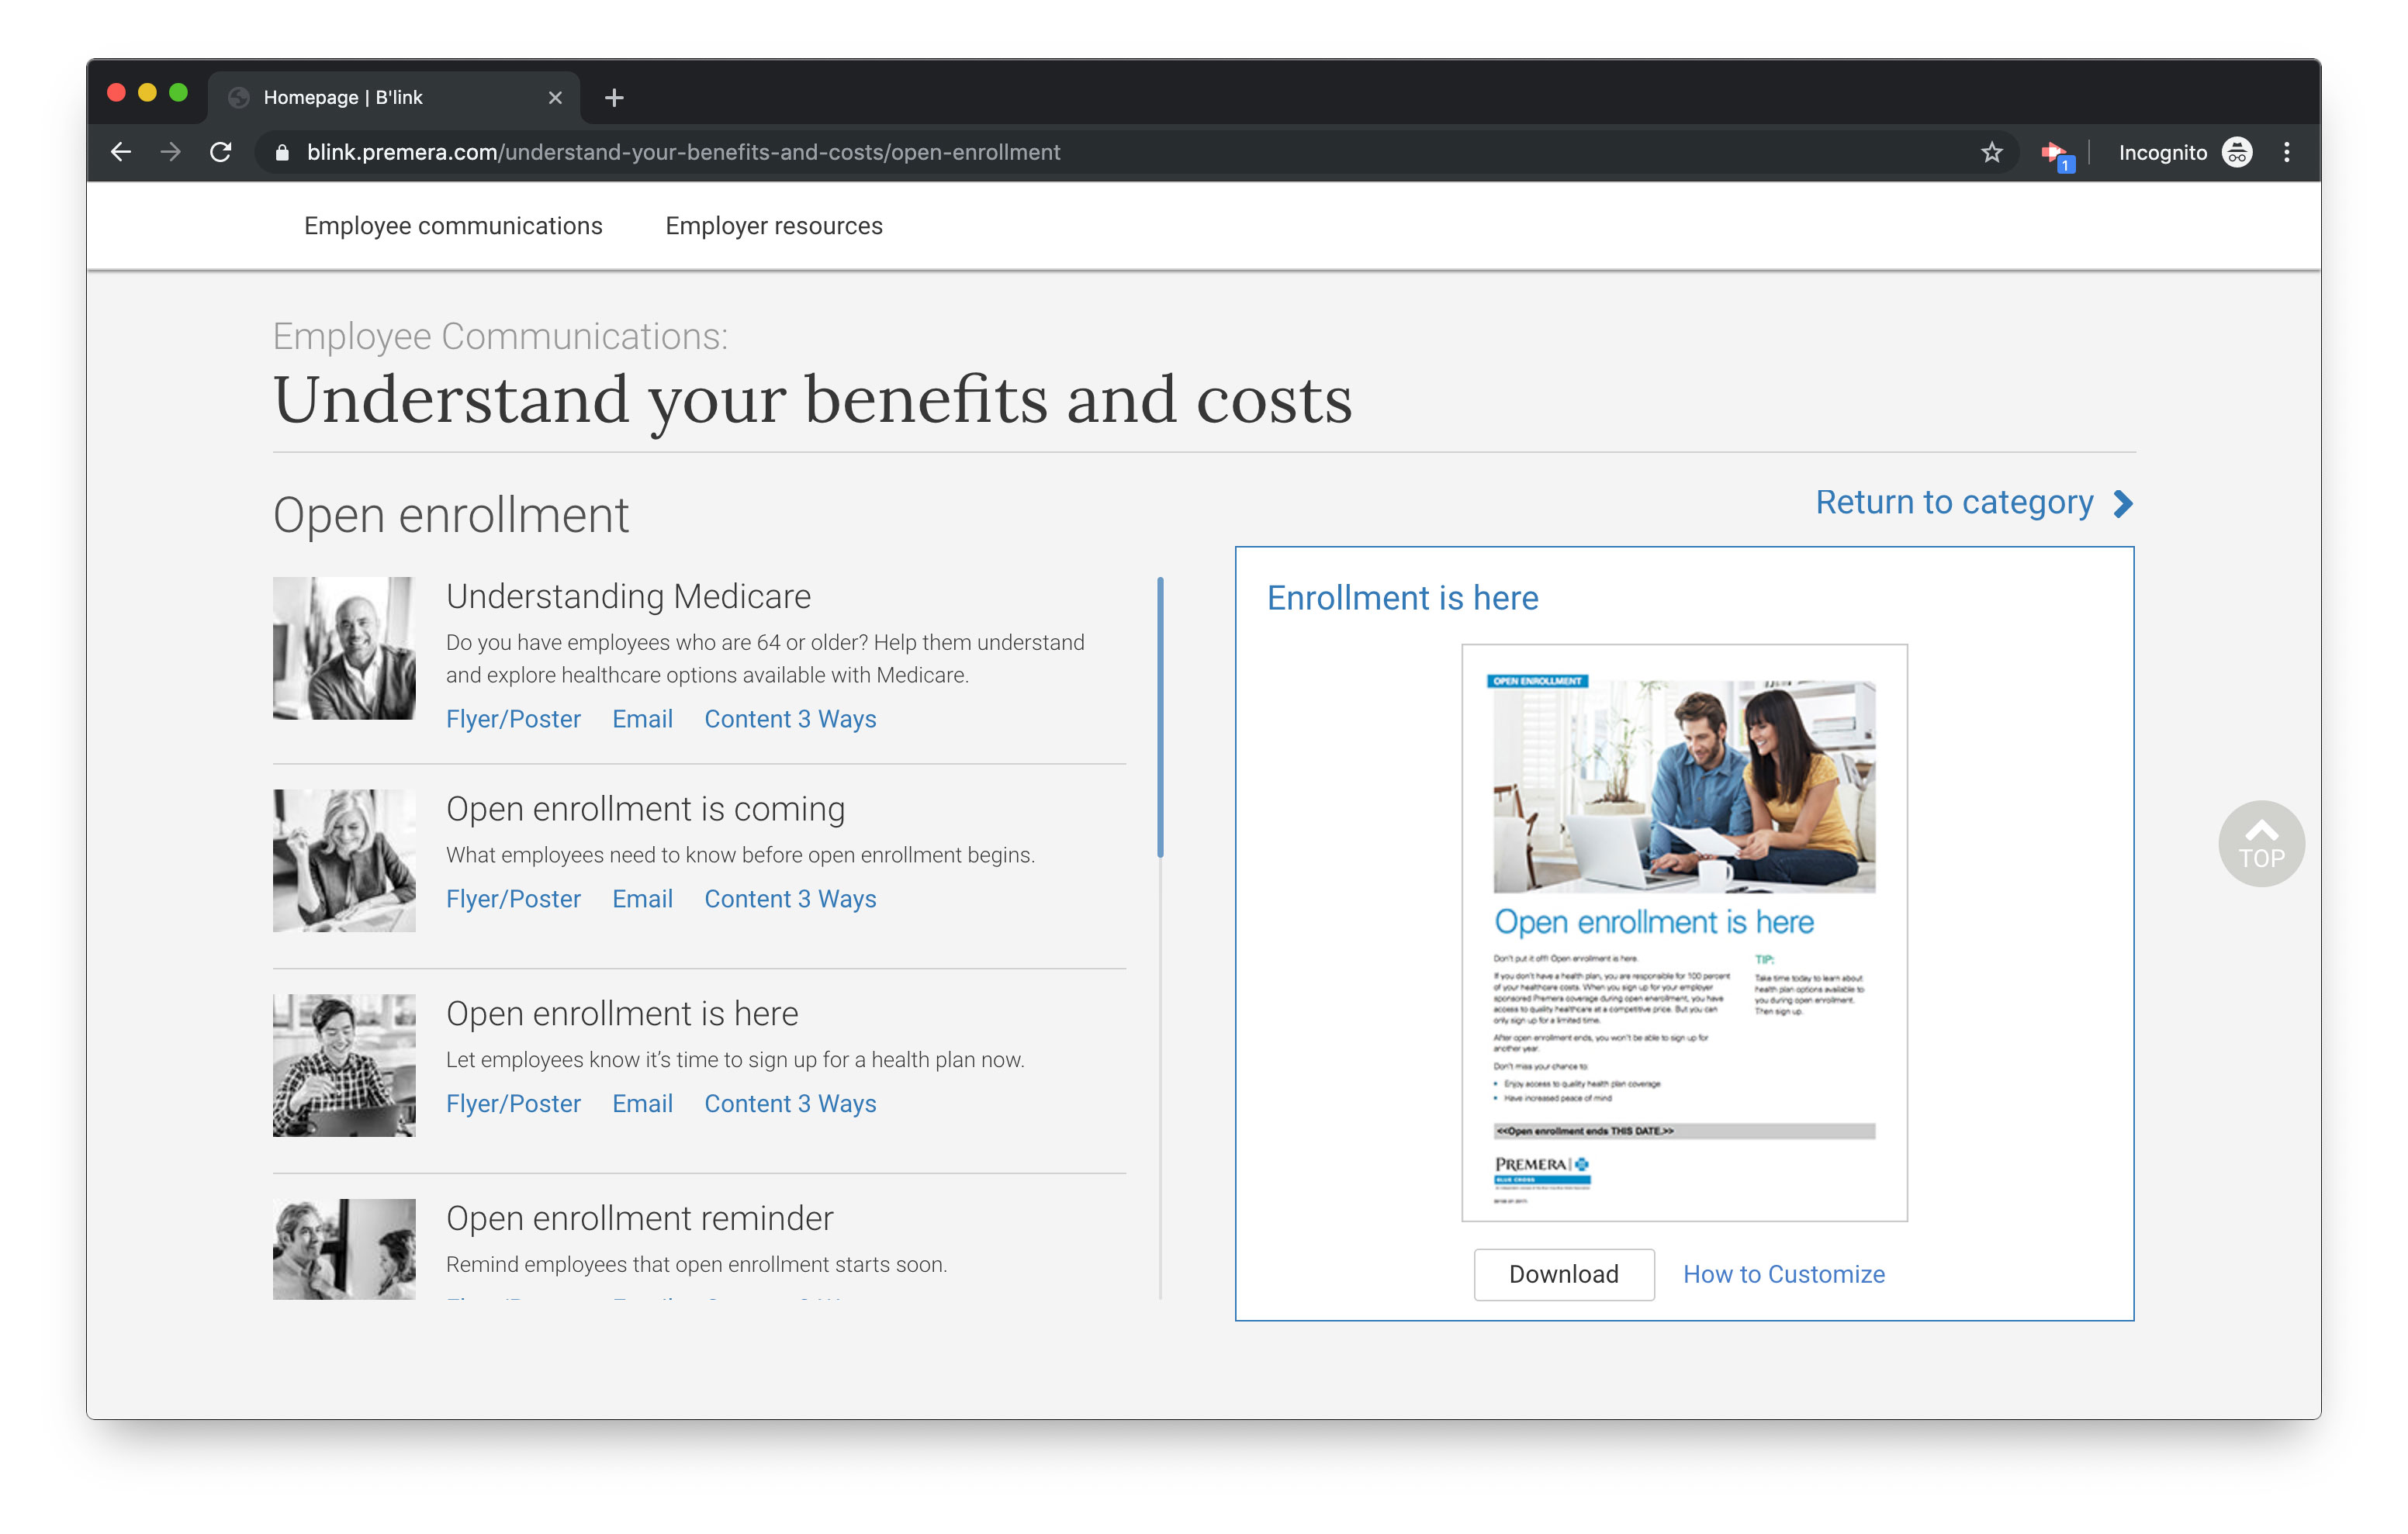 Homepage | B'link
blink.premera.com/understand-your-benefits-and-costs/open-enrollment
1
Incognito
Employee communications
Employer resources
Employee Communications:
Understand your benefits and costs
Open enrollment
Return to category
Understanding Medicare
Do you have employees who are 64 or older? Help them understand
and explore healthcare options available with Medicare.
Flyer/Poster Email Content 3 Ways
Open enrollment is coming
What employees need to know before open enrollment begins.
Flyer/Poster Email Content 3 Ways
Open enrollment is here
Let employees know it’s time to sign up for a health plan now.
Flyer/Poster Email Content 3 Ways
Open enrollment reminder
Remind employees that open enrollment starts soon.
Enrollment is here
OPEN ENROLLMENT
Open enrollment is here
Don't put it off! Open enrollment is here.
If you don't have a health plan, you are responsible for 100 percent
of your healthcare costs. When you sign up for your employer
sponsored Premera coverage during open enerollment, you have
access to quality healthcare at a competitive price. But you can
only sign up for a limited time.
After open enrollment ends, you won't be able to sign up for
another year.
Don't miss your chance to:
• Enjoy access to quality health plan coverage
• Have increased peace of mind
TIP:
Take time today to learn about
health plan options available to
you during open enrollment.
Then sign up.
<<Open enrollment ends THIS DATE.>>
PREMERA
BLUE CROSS
Download
How to Customize
TOP